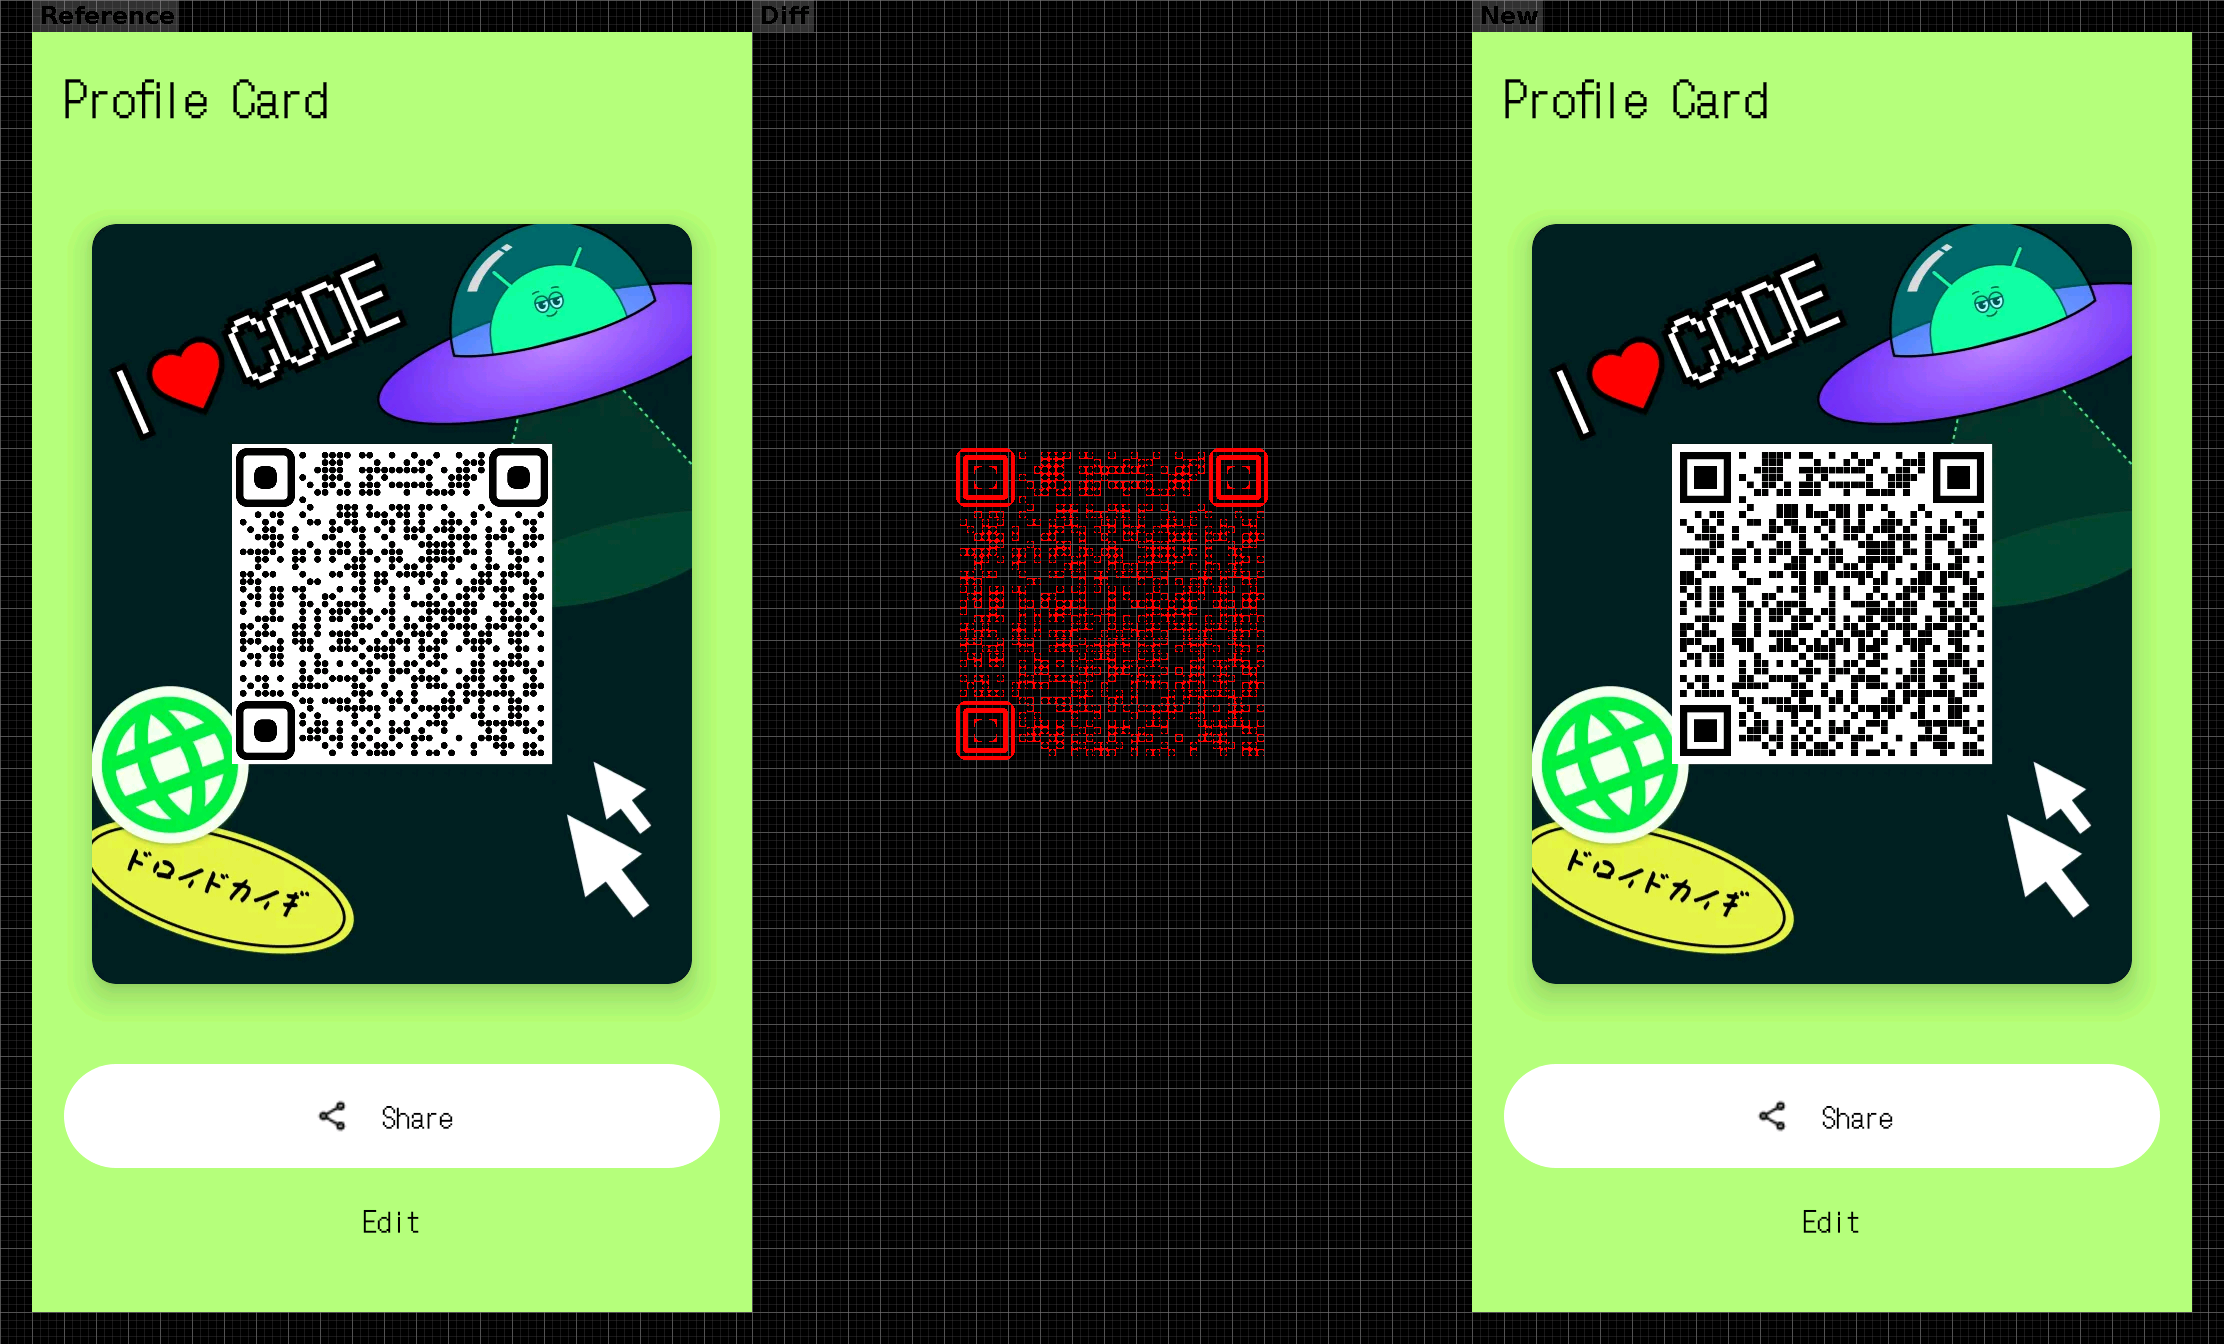 Reference
Diff
New
Profile Card
I ❤ CODE
ドロイドカイギ
Share
Edit
Profile Card
I ❤ CODE
ドロイドカイギ
Share
Edit